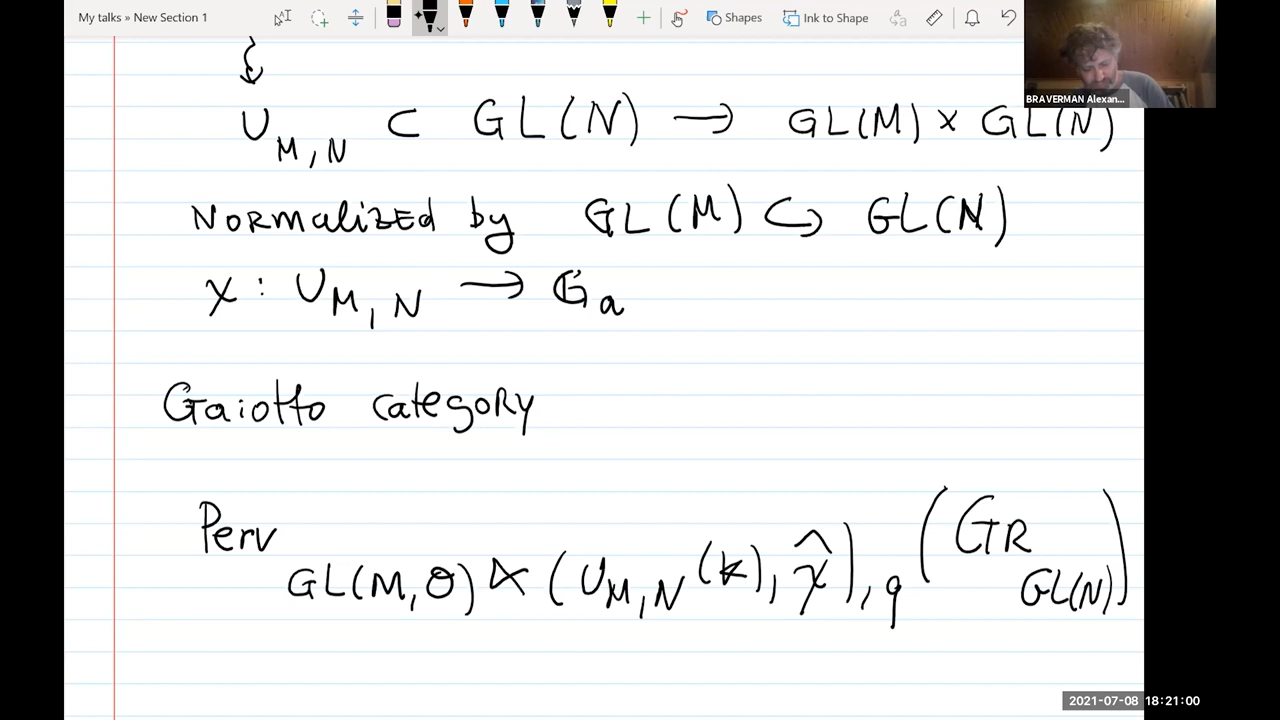 My talks » New Section 1
Shapes
Ink to Shape
BRAVERMAN Alexan...
U_{M,N} ⊂ GL(N) → GL(M) × GL(N)
Normalized by GL(M) ↪ GL(N)
χ : U_{M,N} → 𝔾_a
Gaiotto category
Perv_{GL(M,O) ⋉ (U_{M,N}(K), χ̂), q} (Gr_{GL(N)})
2021-07-08 18:21:00